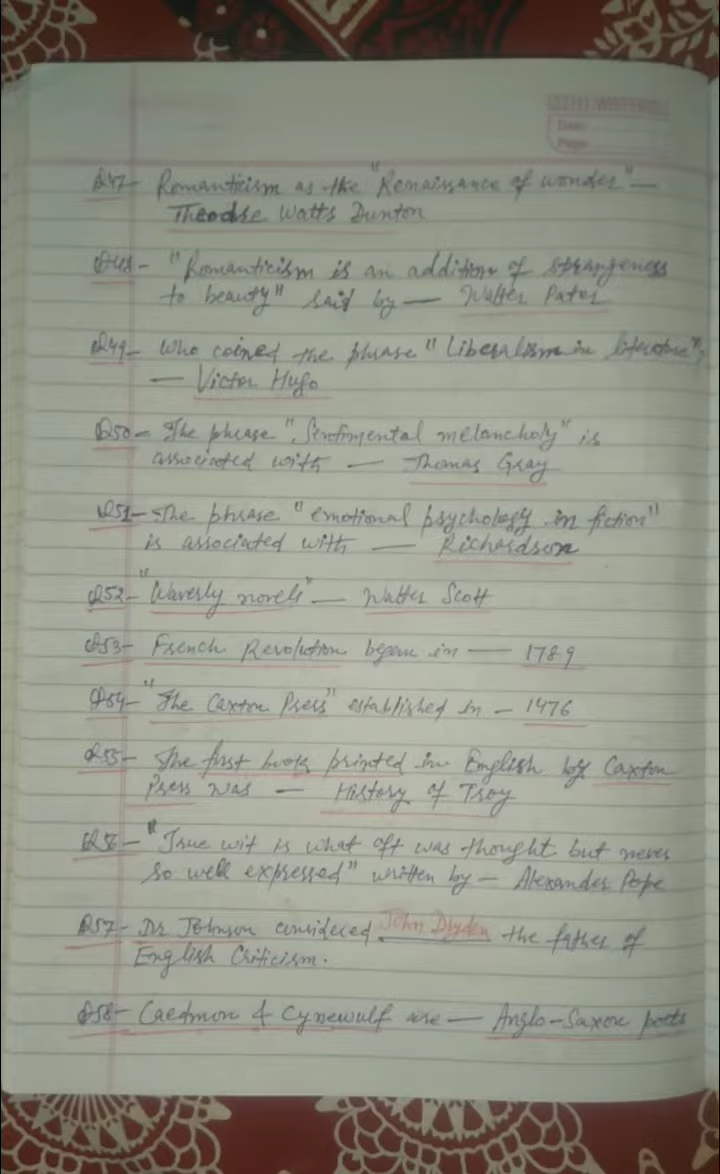 Q47- Romanticism as the "Renaissance of wonder"—
Theodse Watts Dunton
Q48- "Romanticism is an addition of strangeness
to beauty" said by — Walter Pater
Q49- Who coined the phrase "Liberalism in literature",
— Victor Hugo
Q50- The phrase "Sentimental melancholy" is
associated with — Thomas Gray
Q51- The phrase "emotional psychology in fiction"
is associated with — Richardson
Q52- "Waverly novels" — Walter Scott
Q53- French Revolution began in — 1789
Q54- "The Caxton Press" established in - 1476
Q55- The first book printed in English by Caxton
Press was — History of Troy
Q56- "True wit is what oft was thought but never
so well expressed" written by - Alexander Pope
Q57- Dr Johnson considered John Dryden the father of
English Criticism.
Q58- Caedmon & Cynewulf are — Anglo-Saxon poets